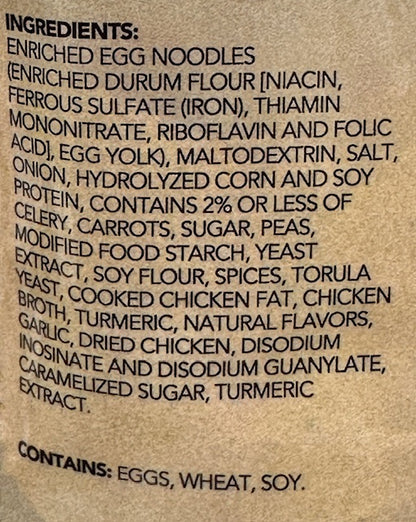 INGREDIENTS:
ENRICHED EGG NOODLES
(ENRICHED DURUM FLOUR [NIACIN,
FERROUS SULFATE (IRON), THIAMIN
MONONITRATE, RIBOFLAVIN AND FOLIC
ACID], EGG YOLK), MALTODEXTRIN, SALT,
ONION, HYDROLYZED CORN AND SOY
PROTEIN, CONTAINS 2% OR LESS OF
CELERY, CARROTS, SUGAR, PEAS,
MODIFIED FOOD STARCH, YEAST
EXTRACT, SOY FLOUR, SPICES, TORULA
YEAST, COOKED CHICKEN FAT, CHICKEN
BROTH, TURMERIC, NATURAL FLAVORS,
GARLIC, DRIED CHICKEN, DISODIUM
INOSINATE AND DISODIUM GUANYLATE,
CARAMELIZED SUGAR, TURMERIC
EXTRACT.
CONTAINS: EGGS, WHEAT, SOY.